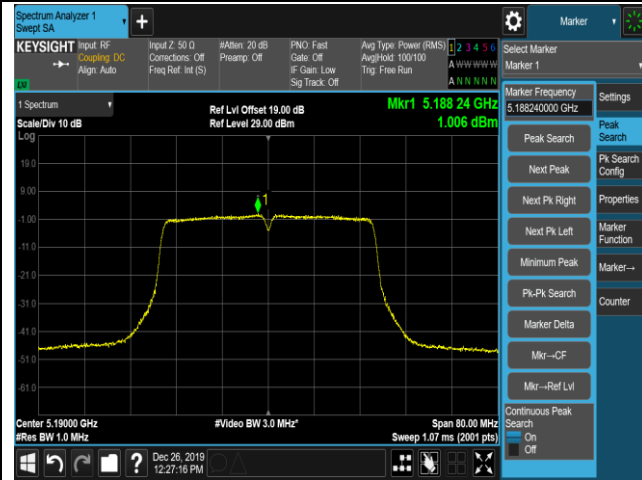 Spectrum Analyzer 1
Swept SA
+
Marker
KEYSIGHT
Input: RF
Coupling: DC
Align: Auto
Input Z: 50 Ω
Corrections: Off
Freq Ref: Int (S)
#Atten: 20 dB
Preamp: Off
PNO: Fast
Gate: Off
IF Gain: Low
Sig Track: Off
Avg Type: Power (RMS)
Avg|Hold: 100/100
Trig: Free Run
1 2 3 4 5 6
A W W W W W
A N N N N N
LXI
Select Marker
Marker 1
1 Spectrum
Scale/Div 10 dB
Log
Ref Lvl Offset 19.00 dB
Ref Level 29.00 dBm
Mkr1 5.188 24 GHz
1.006 dBm
19.0
9.00
-1.00
-11.0
-21.0
-31.0
-41.0
-51.0
-61.0
1
Center 5.19000 GHz
#Res BW 1.0 MHz
#Video BW 3.0 MHz*
Span 80.00 MHz
Sweep 1.07 ms (2001 pts)
Marker Frequency
5.188240000 GHz
Peak Search
Next Peak
Next Pk Right
Next Pk Left
Minimum Peak
Pk-Pk Search
Marker Delta
Mkr→CF
Mkr→Ref Lvl
Continuous Peak
Search
On
Off
Settings
Peak
Search
Pk Search
Config
Properties
Marker
Function
Marker→
Counter
?
Dec 26, 2019
12:27:16 PM